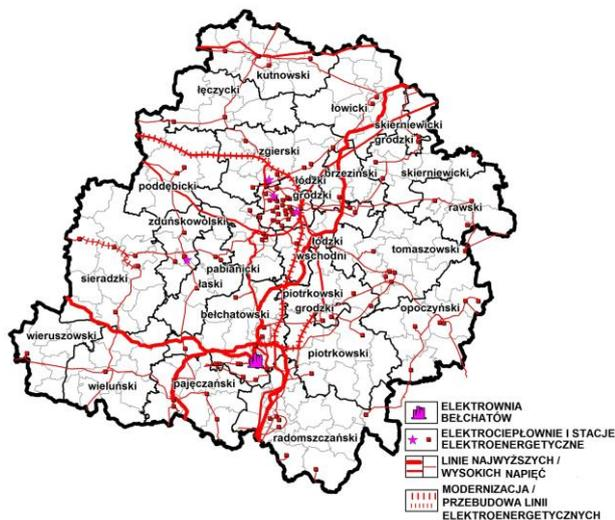 kutnowski
łęczycki
łowicki
skierniewicki
grodzki
zgierski
łódzki
grodzki
brzeziński
skierniewicki
poddębicki
rawski
zduńskowolski
łódzki
wschodni
tomaszowski
pabianicki
sieradzki
łaski
piotrkowski
grodzki
opoczyński
bełchatowski
wieruszowski
piotrkowski
wieluński
pajęczański
radomszczański
ELEKTROWNIA
BEŁCHATÓW
ELEKTROCIEPŁOWNIE I STACJE
ELEKTROENERGETYCZNE
LINIE NAJWYŻSZYCH /
WYSOKICH NAPIĘĆ
MODERNIZACJA /
PRZEBUDOWA LINII
ELEKTROENERGETYCZNYCH